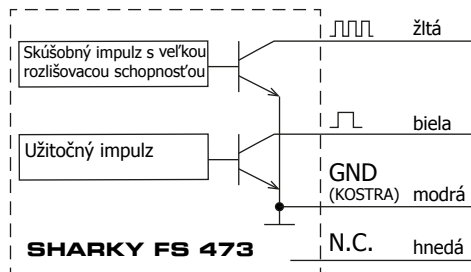 Skúšobný impulz s veľkou
rozlišovacou schopnosťou
žltá
Užitočný impulz
biela
GND
(KOSTRA)
modrá
SHARKY FS 473
N.C.
hnedá